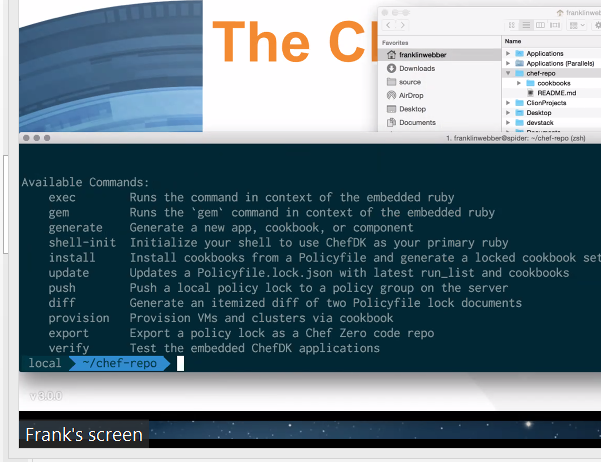 The C
franklinwebber
Name
Favorites
franklinwebber
Downloads
source
AirDrop
Desktop
Documents
Applications
Applications (Parallels)
chef-repo
cookbooks
README.md
ClionProjects
Desktop
devstack
1. franklinwebber@spider: ~/chef-repo (zsh)
Available Commands:
exec Runs the command in context of the embedded ruby
gem Runs the `gem` command in context of the embedded ruby
generate Generate a new app, cookbook, or component
shell-init Initialize your shell to use ChefDK as your primary ruby
install Install cookbooks from a Policyfile and generate a locked cookbook set
update Updates a Policyfile.lock.json with latest run_list and cookbooks
push Push a local policy lock to a policy group on the server
diff Generate an itemized diff of two Policyfile lock documents
provision Provision VMs and clusters via cookbook
export Export a policy lock as a Chef Zero code repo
verify Test the embedded ChefDK applications
local ~/chef-repo
v3.0.0
Frank's screen